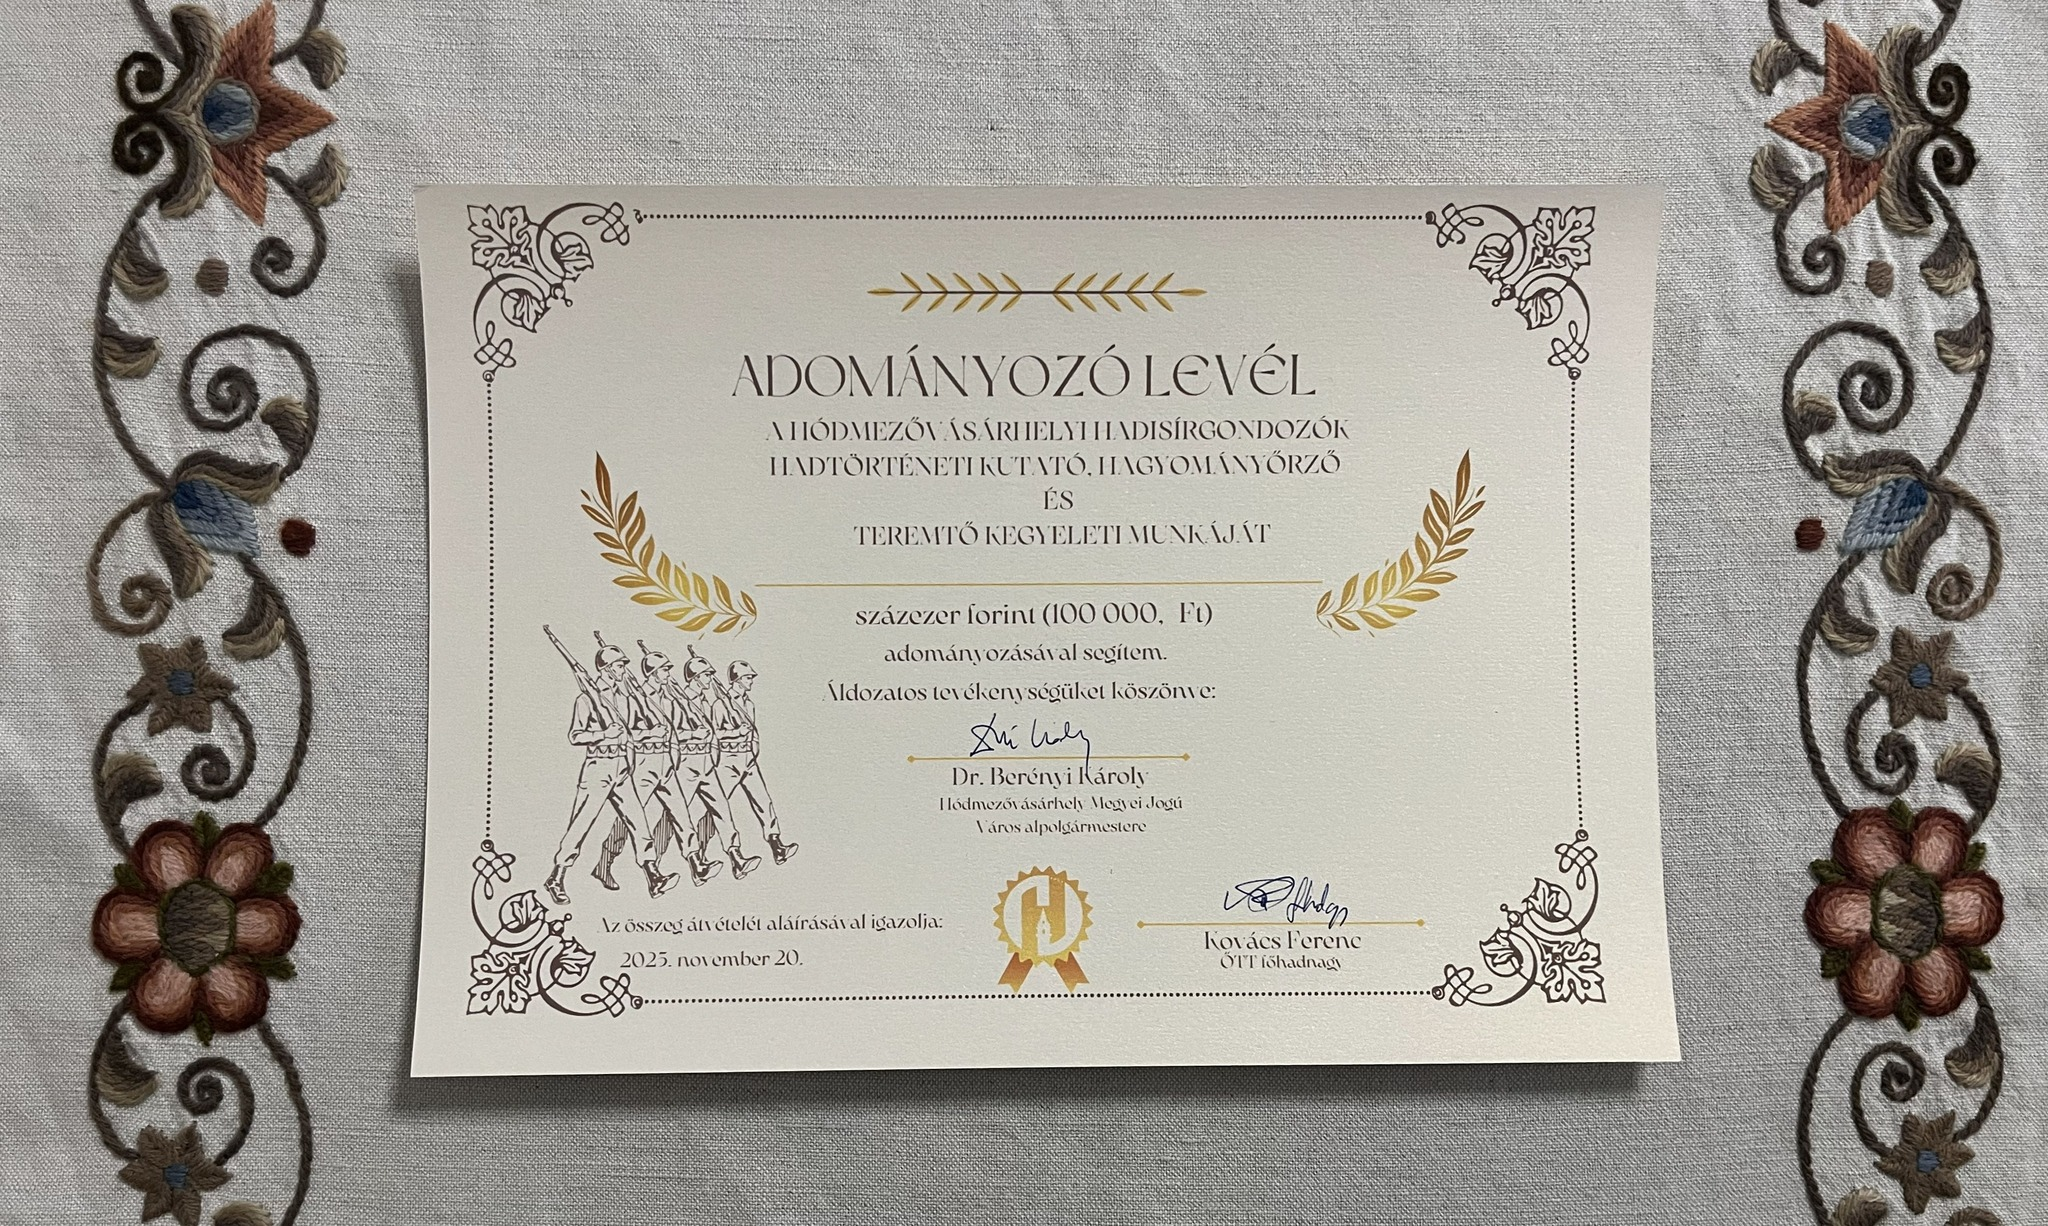 ADOMÁNYOZÓ LEVÉL
A HÓDMEZŐVÁSÁRHELYI HADISÍRGONDOZÓK
HADTÖRTÉNETI KUTATÓ, HAGYOMÁNYŐRZŐ
ÉS
TEREMTŐ KEGYELETI MUNKÁJÁT
százezer forint (100 000, Ft)
adományozásával segítem.
Áldozatos tevékenységüket köszönve:
Dr. Berényi Károly
Hódmezővásárhely Megyei Jogú
Város alpolgármestere
Az összeg átvételét aláírásával igazolja:
2025. november 20.
Kovács Ferenc
ŐTT főhadnagy